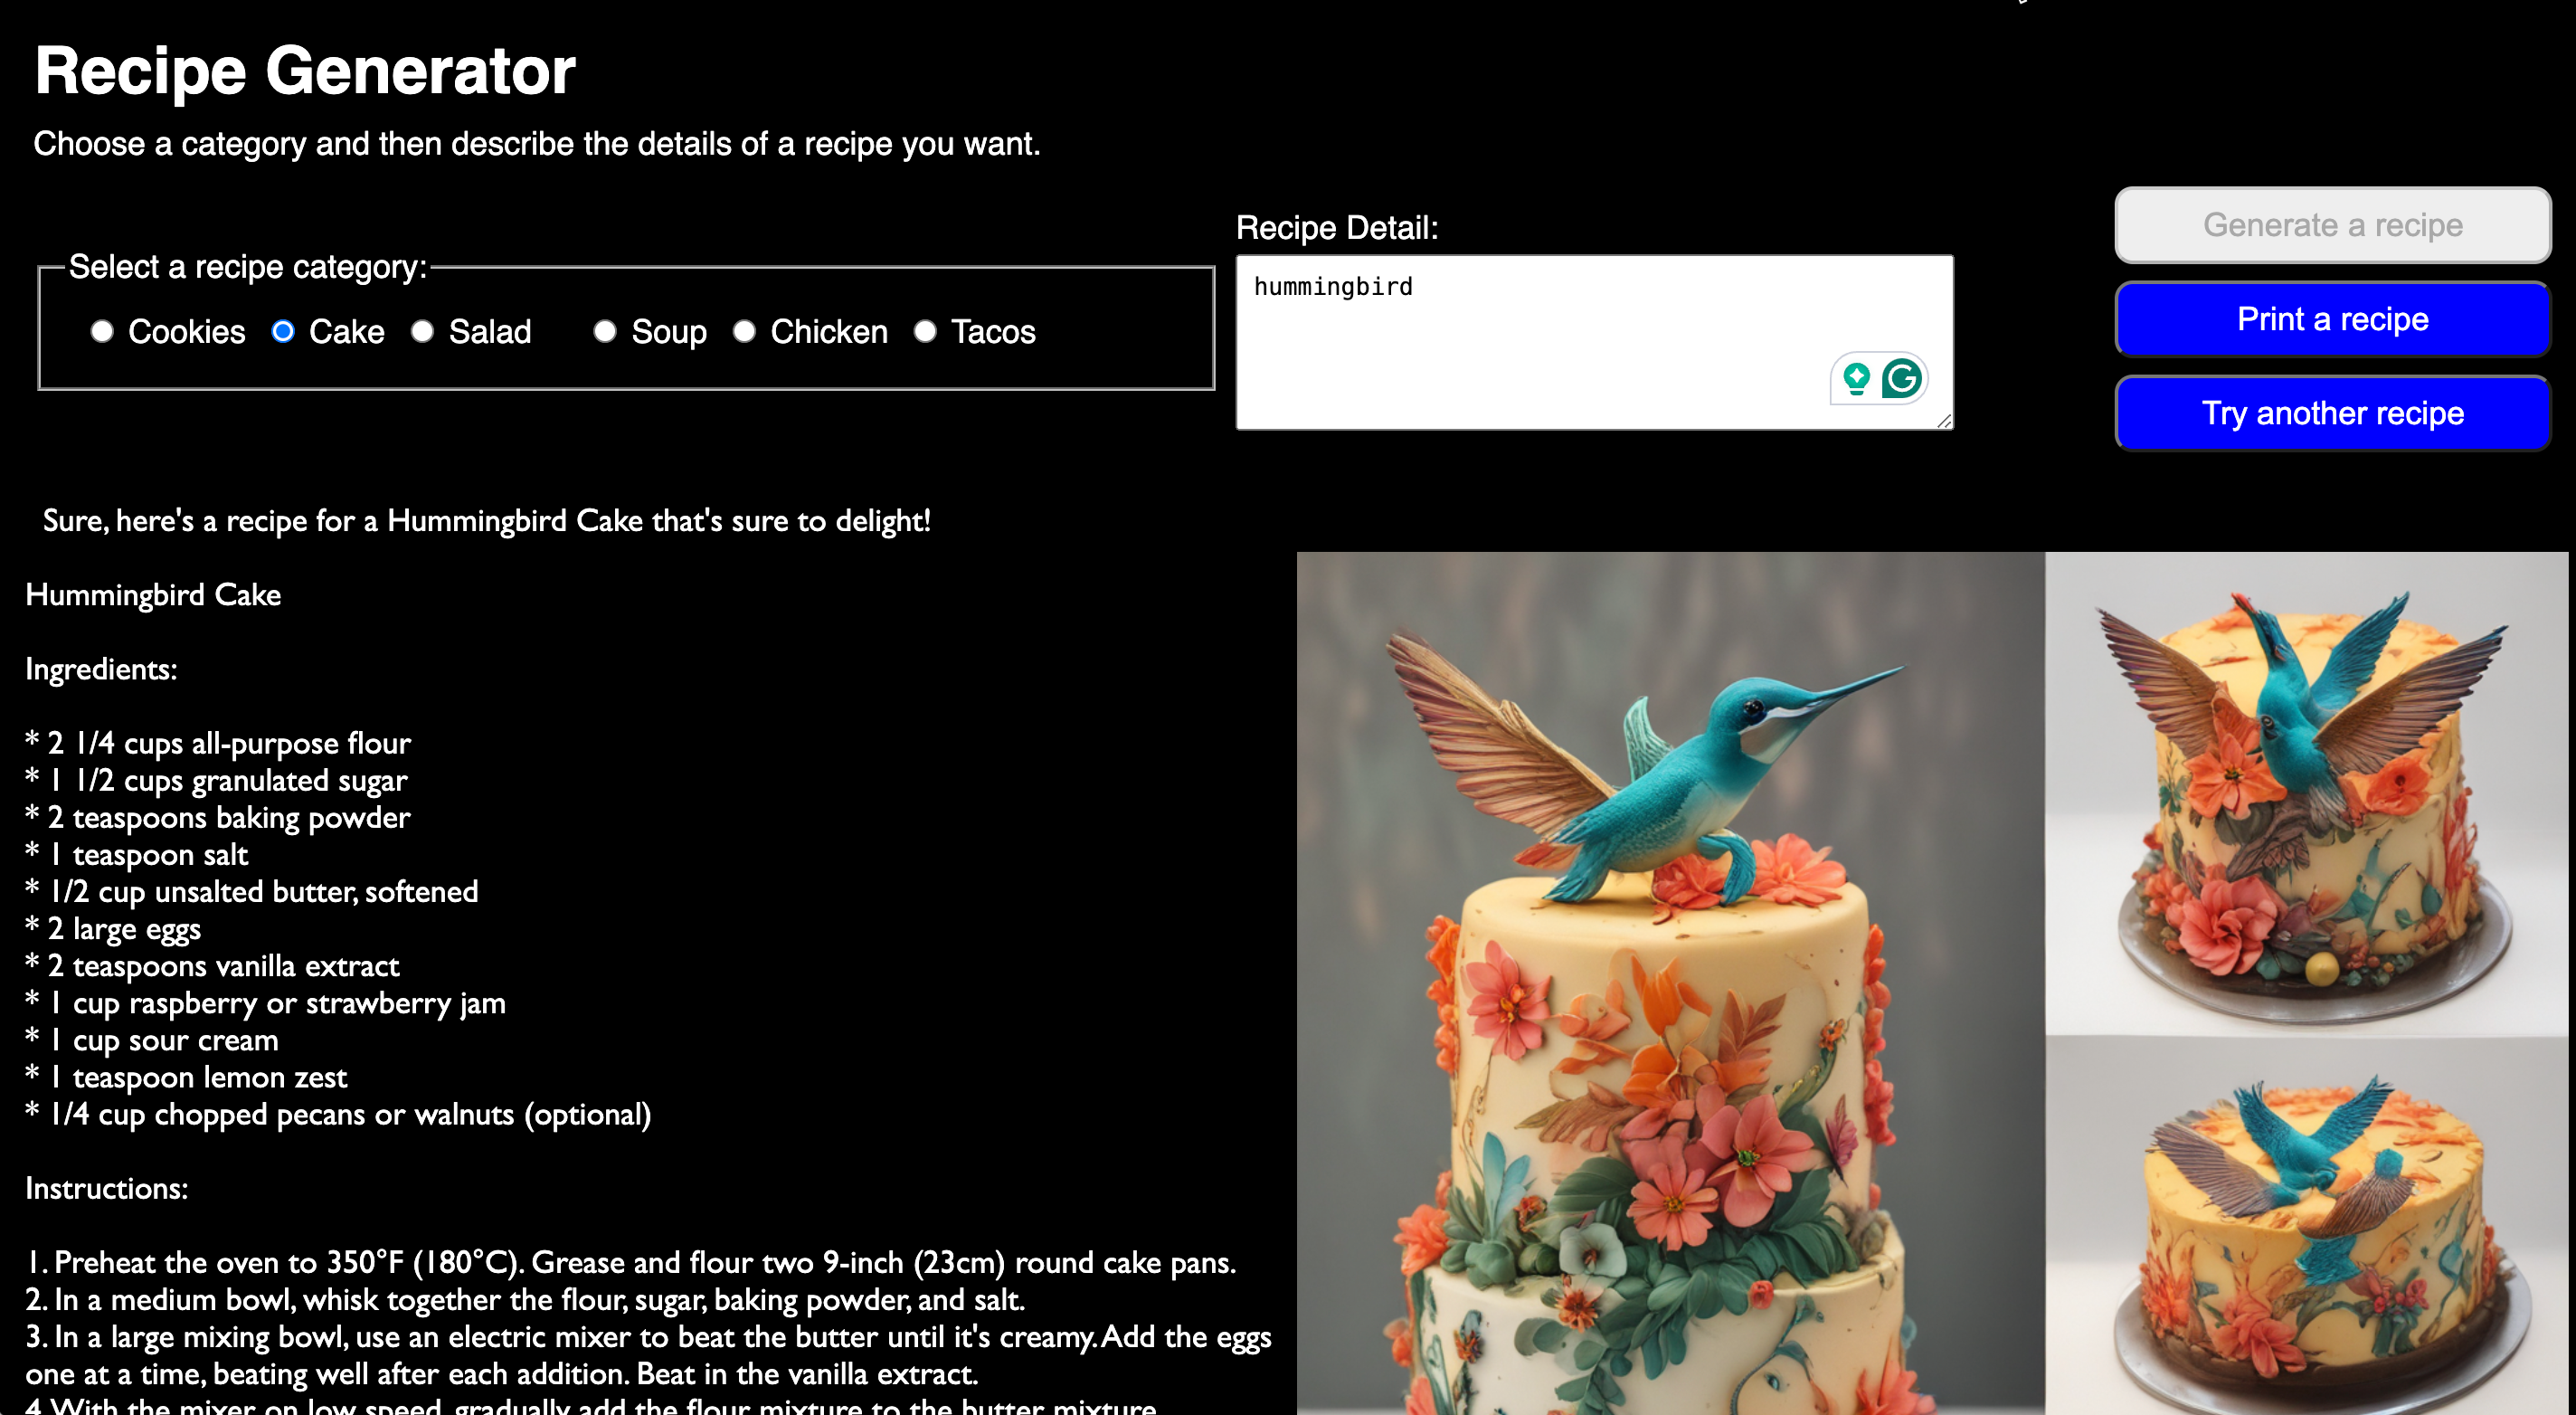 Recipe Generator
Choose a category and then describe the details of a recipe you want.
Select a recipe category:
Cookies Cake Salad Soup Chicken Tacos
Recipe Detail:
hummingbird
Generate a recipe
Print a recipe
Try another recipe
Sure, here's a recipe for a Hummingbird Cake that's sure to delight!
Hummingbird Cake
Ingredients:
* 2 1/4 cups all-purpose flour
* 1 1/2 cups granulated sugar
* 2 teaspoons baking powder
* 1 teaspoon salt
* 1/2 cup unsalted butter, softened
* 2 large eggs
* 2 teaspoons vanilla extract
* 1 cup raspberry or strawberry jam
* 1 cup sour cream
* 1 teaspoon lemon zest
* 1/4 cup chopped pecans or walnuts (optional)
Instructions:
1. Preheat the oven to 350°F (180°C). Grease and flour two 9-inch (23cm) round cake pans.
2. In a medium bowl, whisk together the flour, sugar, baking powder, and salt.
3. In a large mixing bowl, use an electric mixer to beat the butter until it's creamy. Add the eggs
one at a time, beating well after each addition. Beat in the vanilla extract.
4. With the mixer on low speed, gradually add the flour mixture to the butter mixture,